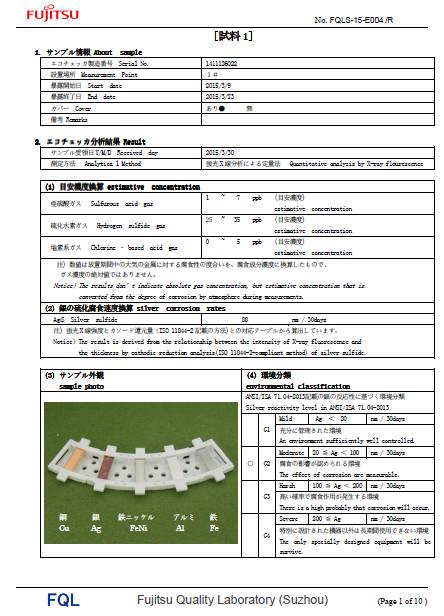 FUJITSU
No. FQLS-15-E004/R
[試料 1]
1. サンプル情報 About sample
エコチェッカ製造番号 Serial No. 1411126022
設置場所 Measurement Point 1#
暴露開始日 Start date 2015/3/9
暴露終了日 End date 2015/3/23
カバー Cover あり● 無
備考 Remarks
2. エコチェッカ分析結果 Result
サンプル受領日 Y/M/D Received day 2015/3/30
測定方法 Analytica l Method 蛍光X線分析による定量法 Quantitative analysis by X-ray flourescence
(1) 目安濃度換算 estimative concentration
亜硫酸ガス Sulfurous acid gas 1 ~ 7 ppb (目安濃度)
estimative concentration
硫化水素ガス Hydrogen sulfide gas 25 ~ 35 ppb (目安濃度)
estimative concentration
塩素系ガス Chlorine - based acid gas 0 ~ 5 ppb (目安濃度)
estimative concentration
注) 数値は放置期間中の大気の金属に対する腐食性の度合いを、腐食成分濃度に換算したもので、
ガス濃度の絶対値ではありません。
Notice) The results don't indicate absolute gas concentration, but estimative concentration that is
converted from the degree of corrosion by atmosphere during measurements.
(2) 銀の硫化腐食速度換算 silver corrosion rates
Ag2S Silver sulfide 88 nm / 30days
注) 蛍光X線強度とカソード還元量 (ISO 11844-2 記載の方法) との対応テーブルから算出しています。
Notice) The result is derived from the relationship between the intensity of X-ray flourescence and
the thickness by cathodic reduction analysis(ISO 11844-2-compliant method) of silver sulfide.
(3) サンプル外観
sample photo
銅 銀 鉄ニッケル アルミ 鉄
Cu Ag FeNi Al Fe
(4) 環境分類
environmental classification
ANSI/ISA 71.04-2013記載の銀の反応性に基づく環境分類
Silver reactivity level in ANSI/ISA 71.04-2013
G1 Mild Ag < 20 nm / 30days
充分に管理された環境
An environment sufficiently well controlled.
○ G2 Moderate 20 ≦ Ag < 100 nm / 30days
腐食の影響が認められる環境
The effect of corrosion are measurable.
G3 Harsh 100 ≦ Ag < 200 nm / 30days
高い確率で腐食作用が発生する環境
There is a high probably that corrosion will occur.
G4 Severe 200 ≦ Ag nm / 30days
特別に設計された機器以外は長期間使用できない環境
The only specially designed equipment will be
survive.
FQL
Fujitsu Quality Laboratory (Suzhou)
(Page 1 of 10 )